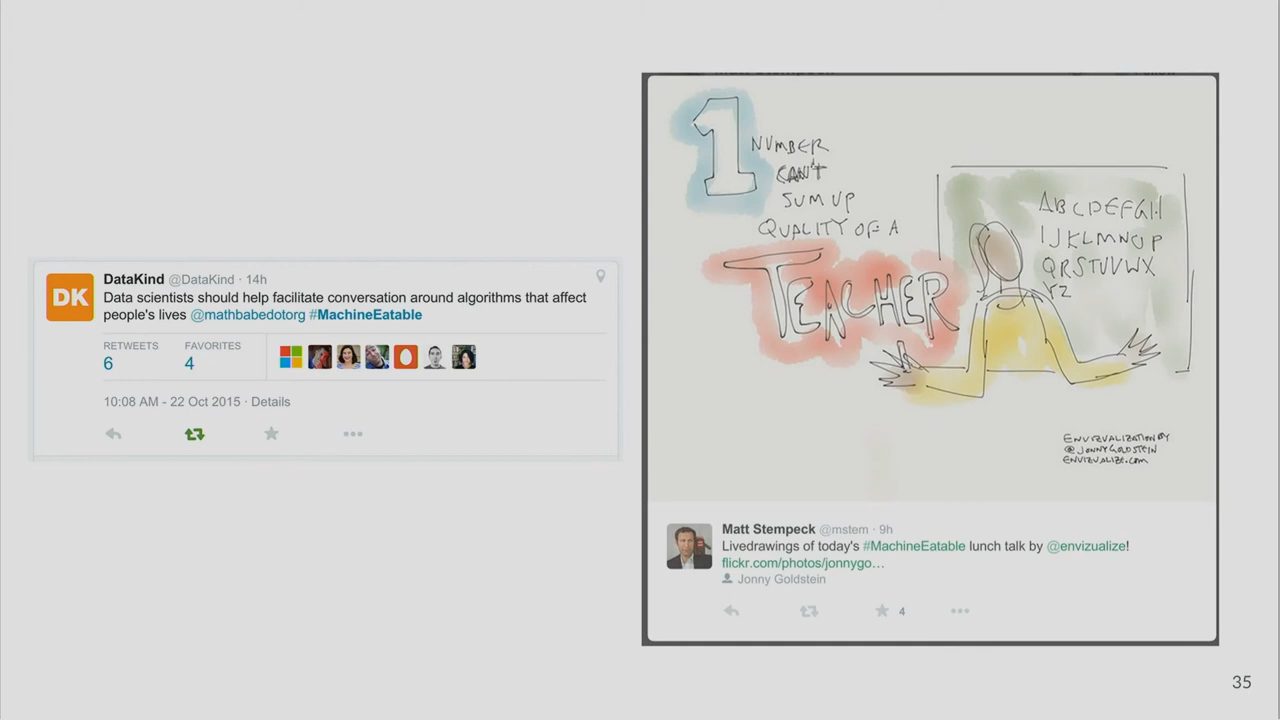 DK
DataKind @DataKind · 14h
Data scientists should help facilitate conversation around algorithms that affect
people's lives @mathbabedotorg #MachineEatable
RETWEETS FAVORITES
6 4
10:08 AM - 22 Oct 2015 · Details
1 NUMBER
CAN'T
SUM UP
QUALITY OF A
TEACHER
ABCDEFGH
IJKLMNOP
QRSTUVWX
YZ
ENVIZUALIZATION BY
@JONNYGOLDSTEIN
ENVIZUALIZE.COM
Matt Stempeck @mstem · 9h
Livedrawings of today's #MachineEatable lunch talk by @envizualize!
flickr.com/photos/jonnygo…
Jonny Goldstein
4
35